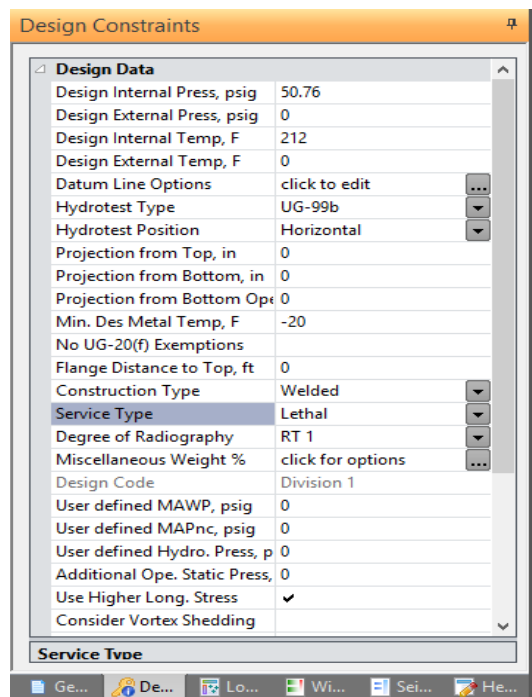 Design Constraints
Design Data
Design Internal Press, psig 50.76
Design External Press, psig 0
Design Internal Temp, F 212
Design External Temp, F 0
Datum Line Options click to edit ...
Hydrotest Type UG-99b
Hydrotest Position Horizontal
Projection from Top, in 0
Projection from Bottom, in 0
Projection from Bottom Ope 0
Min. Des Metal Temp, F -20
No UG-20(f) Exemptions
Flange Distance to Top, ft 0
Construction Type Welded
Service Type Lethal
Degree of Radiography RT 1
Miscellaneous Weight % click for options ...
Design Code Division 1
User defined MAWP, psig 0
User defined MAPnc, psig 0
User defined Hydro. Press, p 0
Additional Ope. Static Press, 0
Use Higher Long. Stress ✔
Consider Vortex Shedding
Service Type
Ge... De... Lo... Wi... Sei... He...